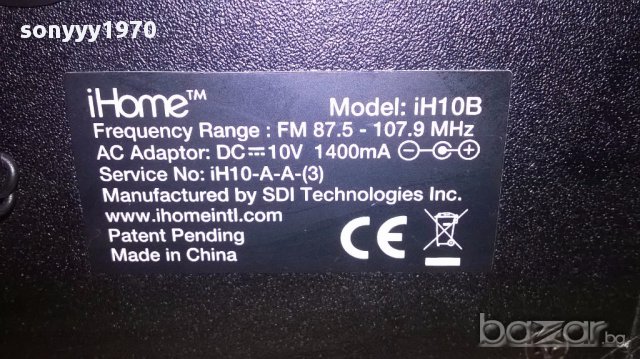 sonyyy1970
iHome™
Model: iH10B
Frequency Range : FM 87.5 - 107.9 MHz
AC Adaptor: DC⎓10V 1400mA
Service No: iH10-A-A-(3)
Manufactured by SDI Technologies Inc.
www.ihomeintl.com
Patent Pending
Made in China
CE
bazar.bg